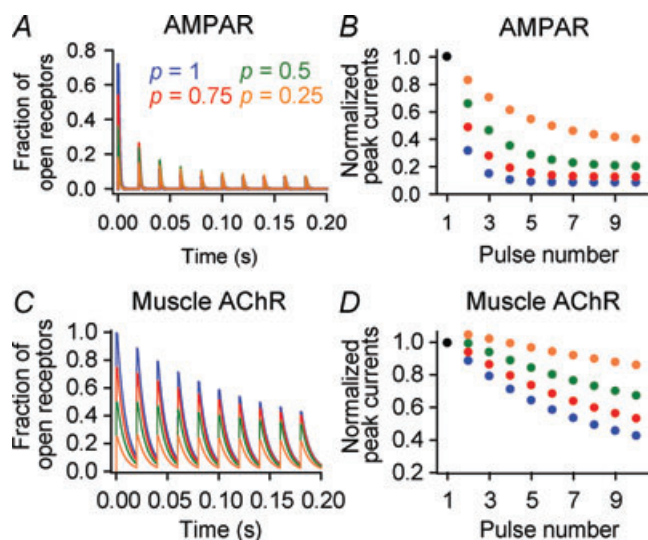 A
AMPAR
Fraction of
open receptors
0.8
0.6
0.4
0.2
0.0
p = 1
p = 0.5
p = 0.75
p = 0.25
0.00 0.05 0.10 0.15 0.20
Time (s)
B
AMPAR
Normalized
peak currents
1.0
0.8
0.6
0.4
0.2
0.0
1 3 5 7 9
Pulse number
C
Muscle AChR
Fraction of
open receptors
1.0
0.8
0.6
0.4
0.2
0.0
0.00 0.05 0.10 0.15 0.20
Time (s)
D
Muscle AChR
Normalized
peak currents
1.0
0.8
0.6
0.4
0.2
1 3 5 7 9
Pulse number